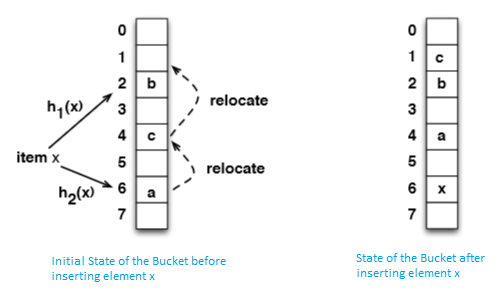 0
1
2 b
3
4 c
5
6 a
7
h1(x)
item x
h2(x)
relocate
relocate
Initial State of the Bucket before
inserting element x
0
1 c
2 b
3
4 a
5
6 x
7
State of the Bucket after
inserting element x